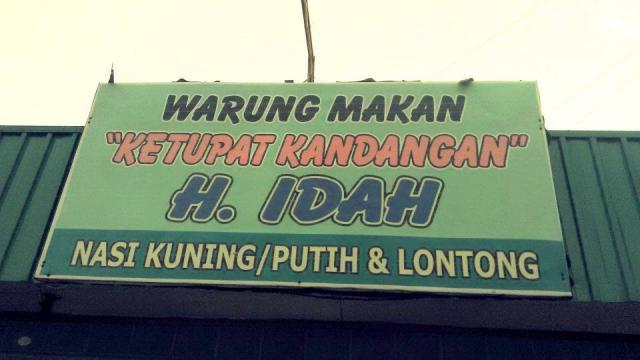 WARUNG MAKAN
"KETUPAT KANDANGAN"
H. IDAH
NASI KUNING/PUTIH & LONTONG